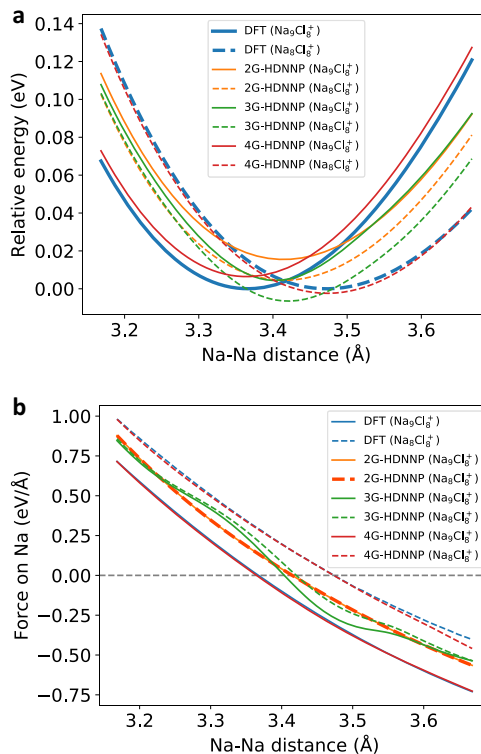 a
0.14
0.12
0.10
0.08
0.06
0.04
0.02
0.00
Relative energy (eV)
DFT (Na₉Cl₈⁺)
DFT (Na₈Cl₈⁺)
2G-HDNNP (Na₉Cl₈⁺)
2G-HDNNP (Na₈Cl₈⁺)
3G-HDNNP (Na₉Cl₈⁺)
3G-HDNNP (Na₈Cl₈⁺)
4G-HDNNP (Na₉Cl₈⁺)
4G-HDNNP (Na₈Cl₈⁺)
3.2 3.3 3.4 3.5 3.6
Na-Na distance (Å)
b
1.00
0.75
0.50
0.25
0.00
−0.25
−0.50
−0.75
Force on Na (eV/Å)
DFT (Na₉Cl₈⁺)
DFT (Na₈Cl₈⁺)
2G-HDNNP (Na₉Cl₈⁺)
2G-HDNNP (Na₈Cl₈⁺)
3G-HDNNP (Na₉Cl₈⁺)
3G-HDNNP (Na₈Cl₈⁺)
4G-HDNNP (Na₉Cl₈⁺)
4G-HDNNP (Na₈Cl₈⁺)
3.2 3.3 3.4 3.5 3.6
Na-Na distance (Å)